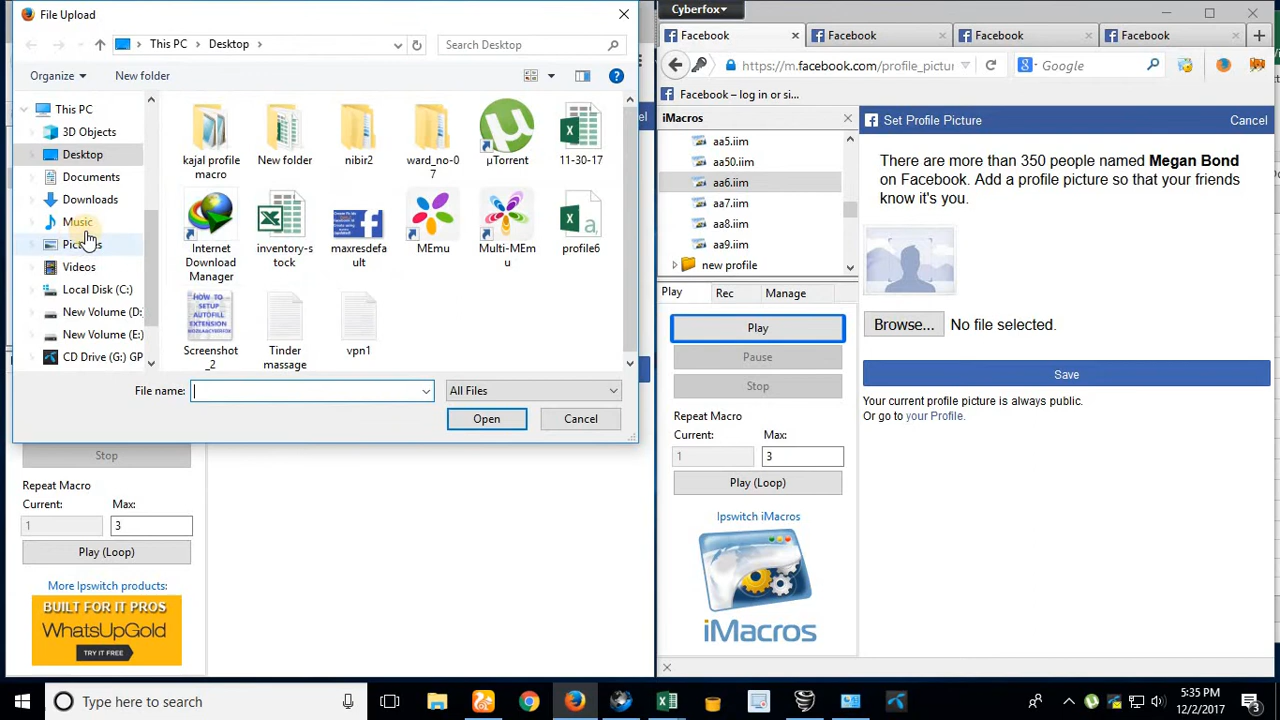 File Upload
This PC
Desktop
Search Desktop
Organize
New folder
This PC
3D Objects
Desktop
Documents
Downloads
Music
Videos
Local Disk (C:)
New Volume (D:
New Volume (E:)
CD Drive (G:) GP
kajal profile
macro
New folder
nibir2
ward_no-0
7
µTorrent
11-30-17
Internet
Download
Manager
inventory-s
tock
maxresdefa
ult
MEmu
Multi-MEm
u
profile6
HOW TO
SETUP
AUTOFILL
EXTENSION
Screenshot
_2
Tinder
massage
vpn1
File name:
All Files
Open
Cancel
Stop
Repeat Macro
Current:
Max:
1
3
Play (Loop)
More Ipswitch products:
BUILT FOR IT PROS
WhatsUpGold
TRY IT FREE
Cyberfox
Facebook
Facebook
Facebook
Facebook
https://m.facebook.com/profile_pictu
Google
Facebook – log in or si...
iMacros
aa5.iim
aa50.iim
aa6.iim
aa7.iim
aa8.iim
aa9.iim
new profile
Play
Rec
Manage
Play
Pause
Stop
Repeat Macro
Current:
Max:
1
3
Play (Loop)
Ipswitch iMacros
iMacros
Set Profile Picture
Cancel
There are more than 350 people named Megan Bond
on Facebook. Add a profile picture so that your friends
know it's you.
Browse...
No file selected.
Save
Your current profile picture is always public.
Or go to your Profile.
Type here to search
5:35 PM
12/2/2017
3